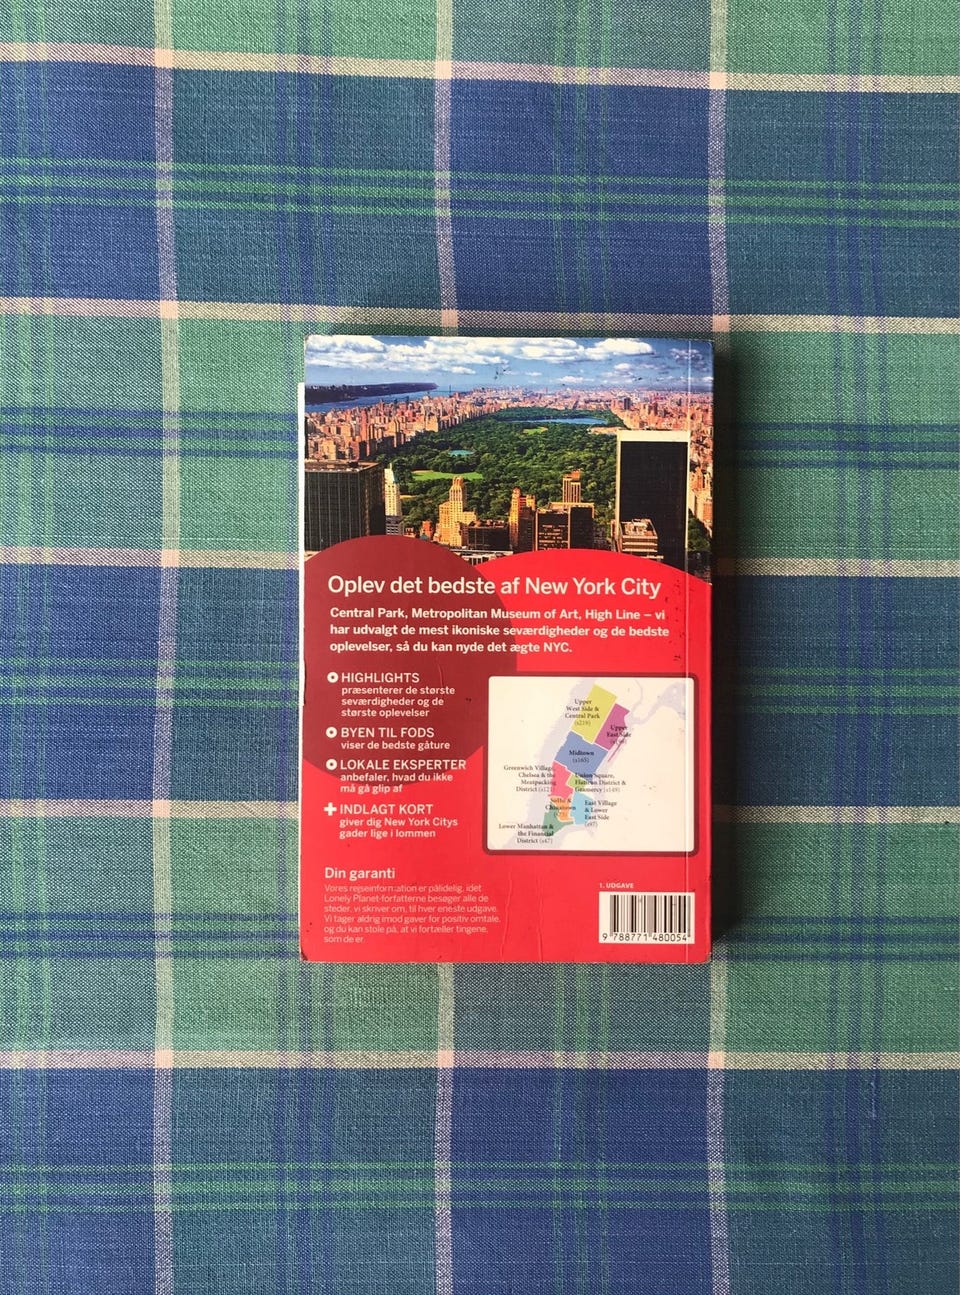 Oplev det bedste af New York City
Central Park, Metropolitan Museum of Art, High Line – vi
har udvalgt de mest ikoniske seværdigheder og de bedste
oplevelser, så du kan nyde det ægte NYC.
HIGHLIGHTS
præsenterer de største
seværdigheder og de
største oplevelser
BYEN TIL FODS
viser de bedste gåture
LOKALE EKSPERTER
anbefaler, hvad du ikke
må gå glip af
INDLAGT KORT
giver dig New York Citys
gader lige i lommen
Upper
West Side &
Central Park
(s219)
Upper
East Side
Midtown
(s165)
Greenwich Village,
Chelsea & the
Meatpacking
District
Union Square,
Flatiron District &
Gramercy (s149)
SoHo &
Chinatown
East Village
& Lower
East Side
(s97)
Lower Manhattan &
the Financial
District (s47)
Din garanti
Vores rejseinformation er pålidelig, idet
Lonely Planet-forfatterne besøger alle de
steder, vi skriver om, til hver eneste udgave.
Vi tager aldrig imod gaver for positiv omtale,
og du kan stole på, at vi fortæller tingene,
som de er.
1. UDGAVE
9 788771 480054